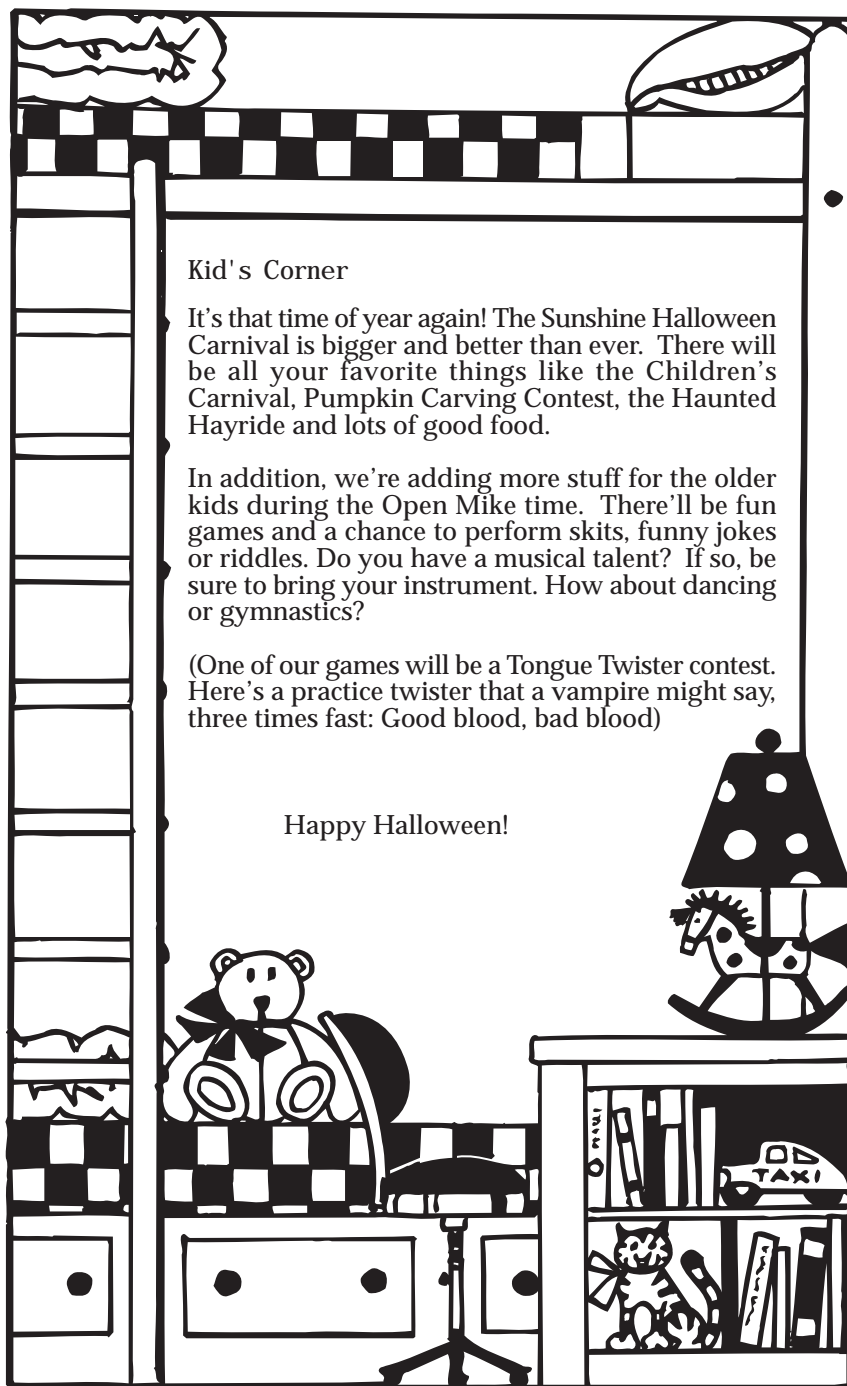 Kid's Corner
It's that time of year again! The Sunshine Halloween
Carnival is bigger and better than ever.  There will
be all your favorite things like the Children's
Carnival, Pumpkin Carving Contest, the Haunted
Hayride and lots of good food.
In addition, we're adding more stuff for the older
kids during the Open Mike time.  There'll be fun
games and a chance to perform skits, funny jokes
or riddles. Do you have a musical talent?  If so, be
sure to bring your instrument. How about dancing
or gymnastics?
(One of our games will be a Tongue Twister contest.
Here's a practice twister that a vampire might say,
three times fast: Good blood, bad blood)
Happy Halloween!
TAXI